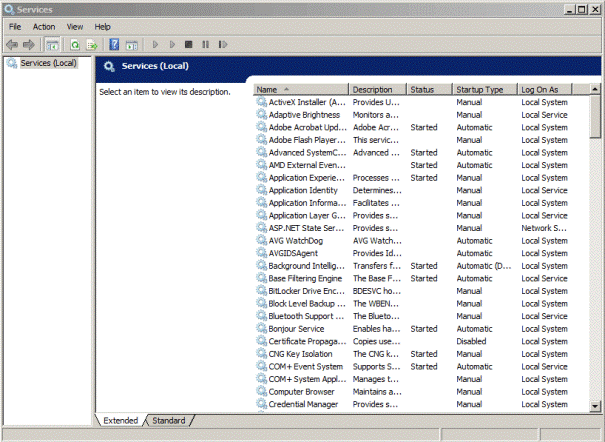 Services
File Action View Help
Services (Local)
Services (Local)
Select an item to view its description.
Name Description Status Startup Type Log On As
ActiveX Installer (A... Provides U... Manual Local System
Adaptive Brightness Monitors a... Manual Local Service
Adobe Acrobat Upd... Adobe Acr... Started Automatic Local System
Adobe Flash Player... This servic... Manual Local System
Advanced SystemC... Advanced ... Started Automatic Local System
AMD External Even... Started Automatic Local System
Application Experie... Processes ... Started Manual Local System
Application Identity Determines... Manual Local Service
Application Informa... Facilitates ... Manual Local System
Application Layer G... Provides s... Manual Local Service
ASP.NET State Ser... Provides s... Manual Network S...
AVG WatchDog AVG Watch... Automatic Local System
AVGIDSAgent Provides Id... Automatic Local System
Background Intellig... Transfers f... Started Automatic (D... Local System
Base Filtering Engine The Base F... Started Automatic Local Service
BitLocker Drive Enc... BDESVC ho... Manual Local System
Block Level Backup ... The WBEN... Manual Local System
Bluetooth Support ... The Blueto... Manual Local Service
Bonjour Service Enables ha... Started Automatic Local System
Certificate Propaga... Copies use... Disabled Local System
CNG Key Isolation The CNG k... Started Manual Local System
COM+ Event System Supports S... Started Automatic Local Service
COM+ System Appl... Manages t... Manual Local System
Computer Browser Maintains a... Manual Local System
Credential Manager Provides s... Manual Local System
Extended Standard